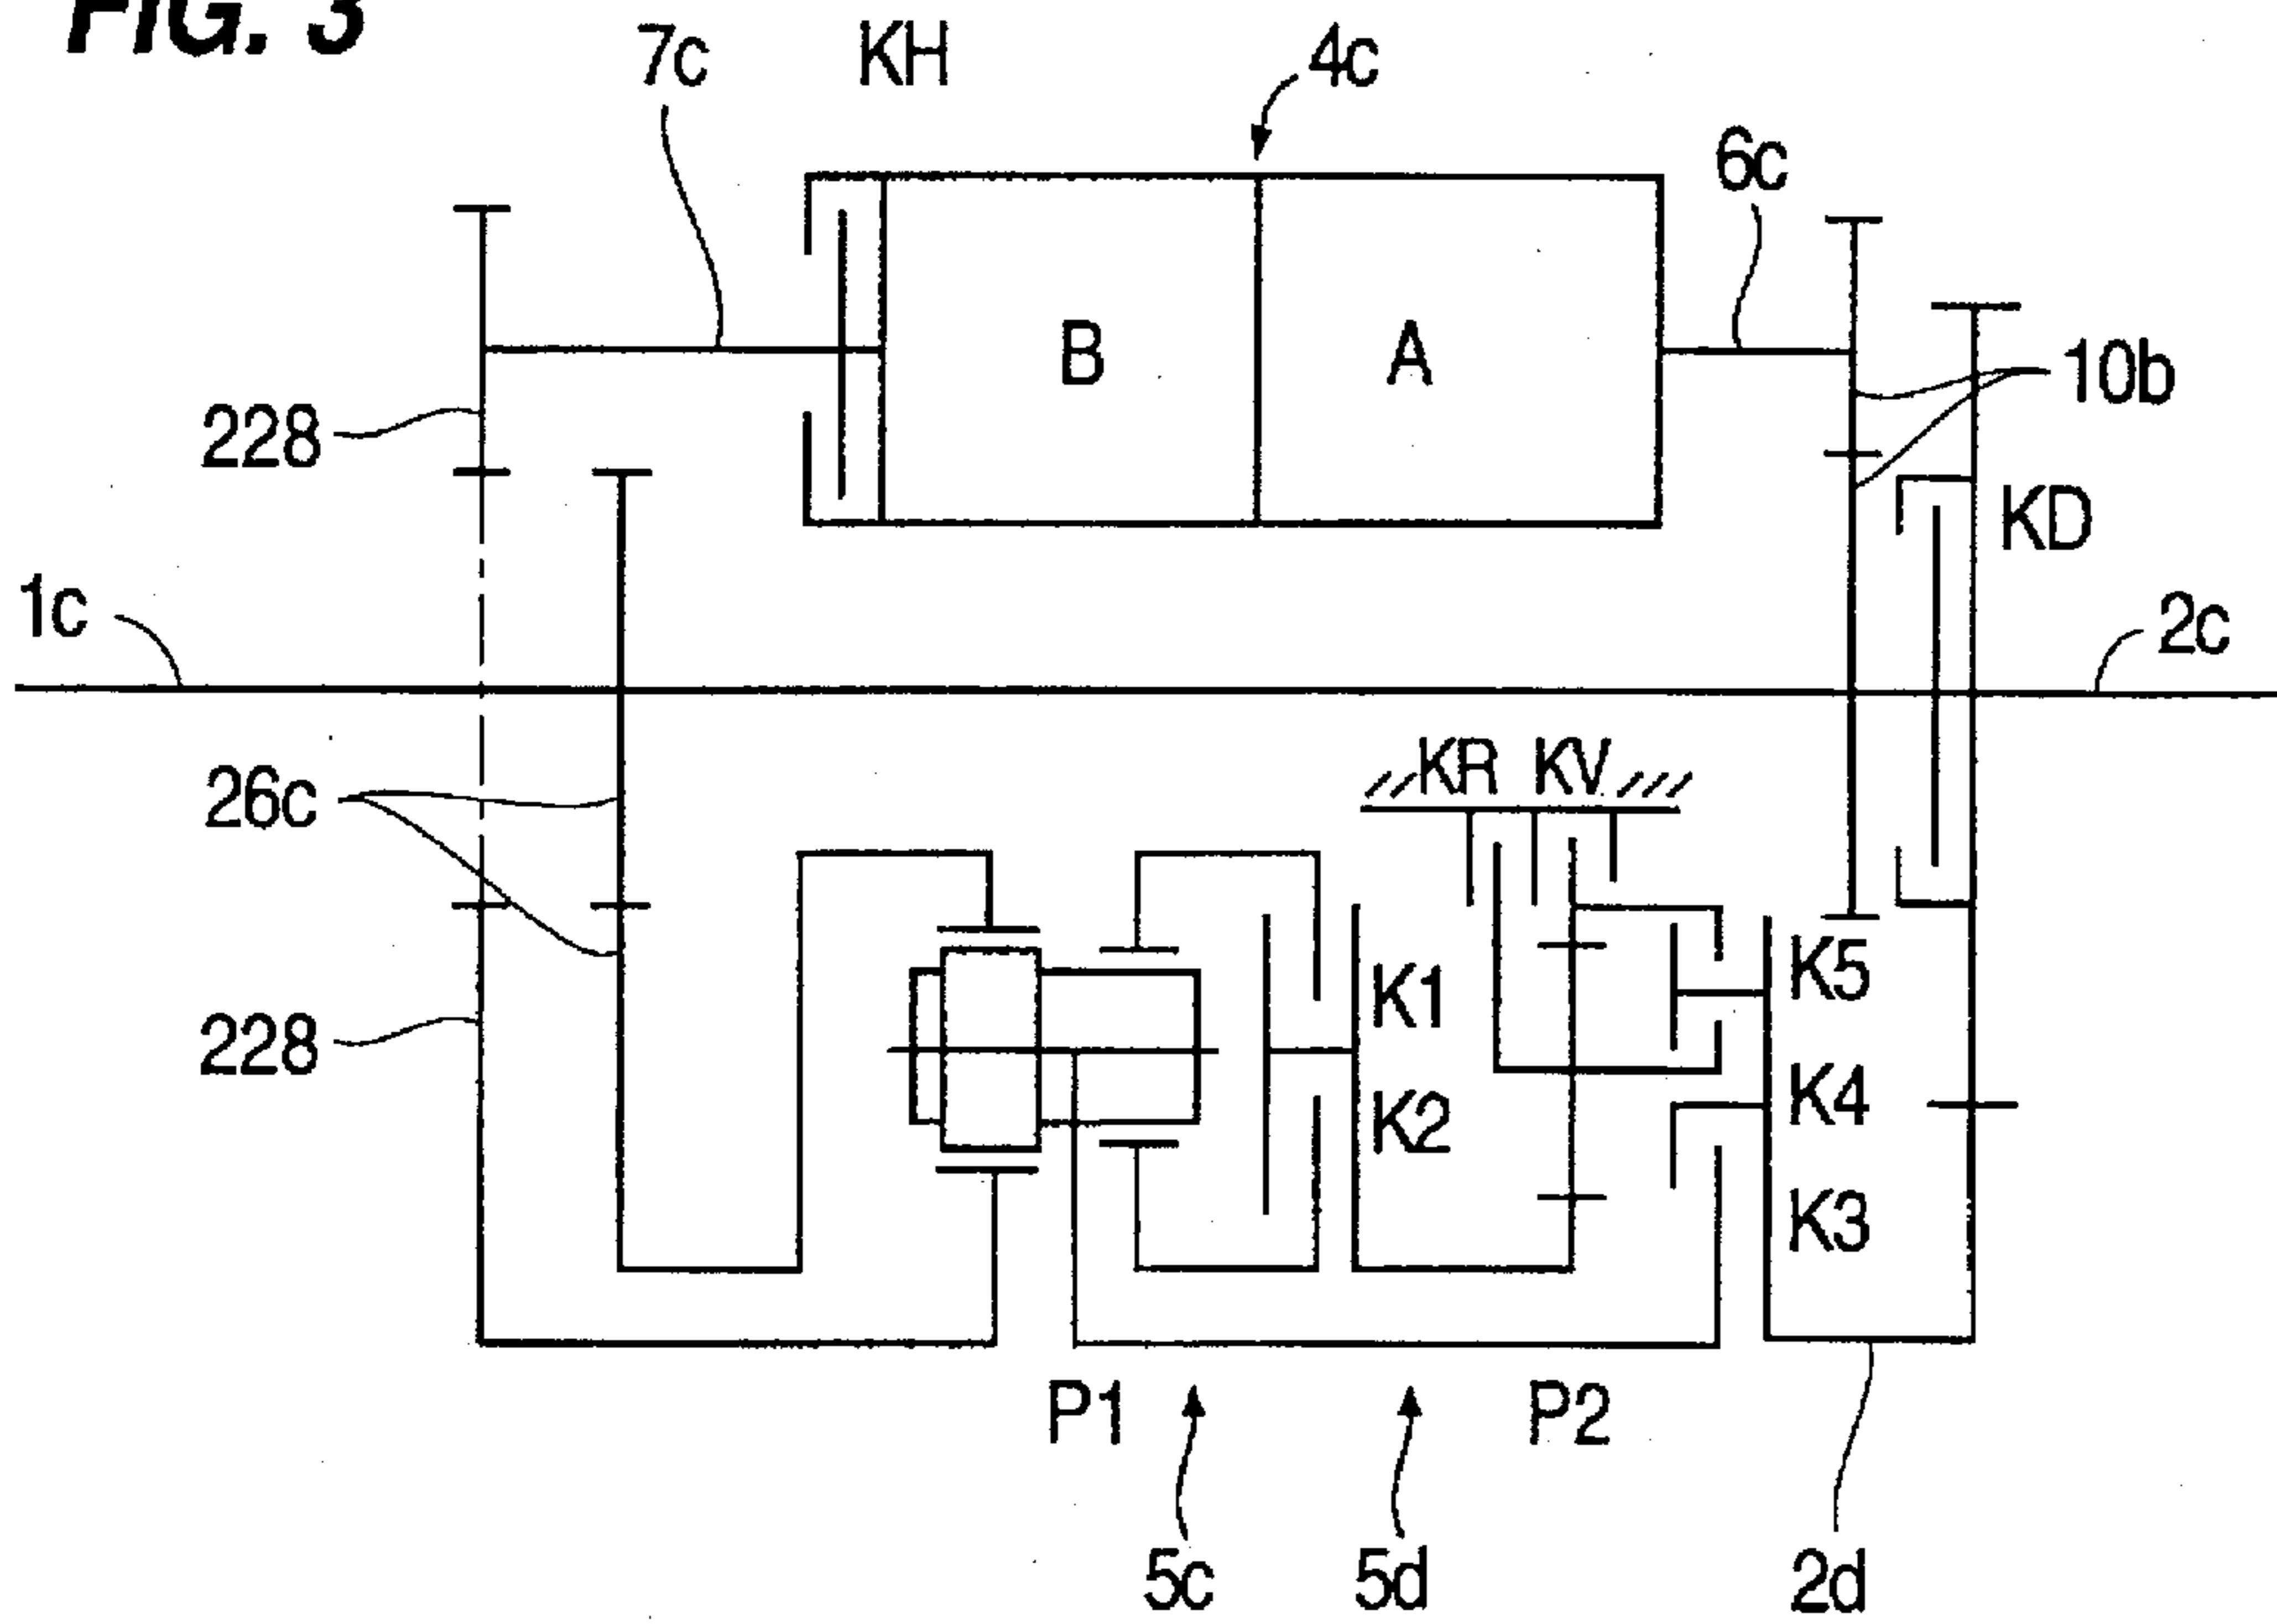 FIG. 3
7c KH 4c
6c
B A
10b
228
KD
1c
2c
KR KV
26c
K5
K1
228
K4
K2
K3
P1 P2
5c 5d 2d